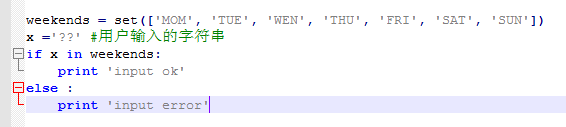 weekends = set(['MOM', 'TUE', 'WEN', 'THU', 'FRI', 'SAT', 'SUN'])
x ='??' #用户输入的字符串
if x in weekends:
    print 'input ok'
else :
    print 'input error'